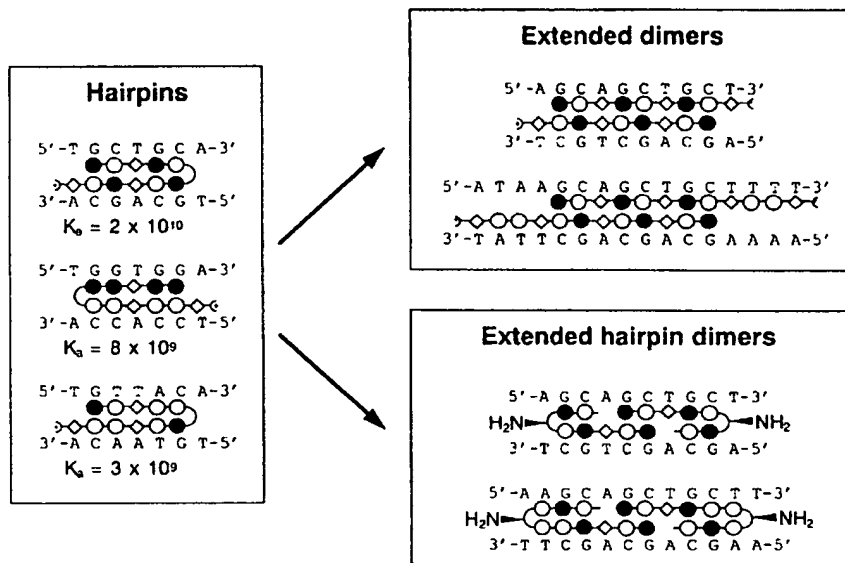 Hairpins
5'-T G C T G C A-3'
3'-A C G A C G T-5'
Kₐ = 2 x 10¹⁰
5'-T G G T G G A-3'
3'-A C C A C C T-5'
Kₐ = 8 x 10⁹
5'-T G T T A C A-3'
3'-A C A A T G T-5'
Kₐ = 3 x 10⁹
Extended dimers
5'-A G C A G C T G C T-3'
3'-T C G T C G A C G A-5'
5'-A T A A G C A G C T G C T T T T-3'
3'-T A T T C G A C G A C G A A A A-5'
Extended hairpin dimers
5'-A G C A G C T G C T-3'
H₂N NH₂
3'-T C G T C G A C G A-5'
5'-A A G C A G C T G C T T-3'
H₂N NH₂
3'-T T C G A C G A C G A A-5'